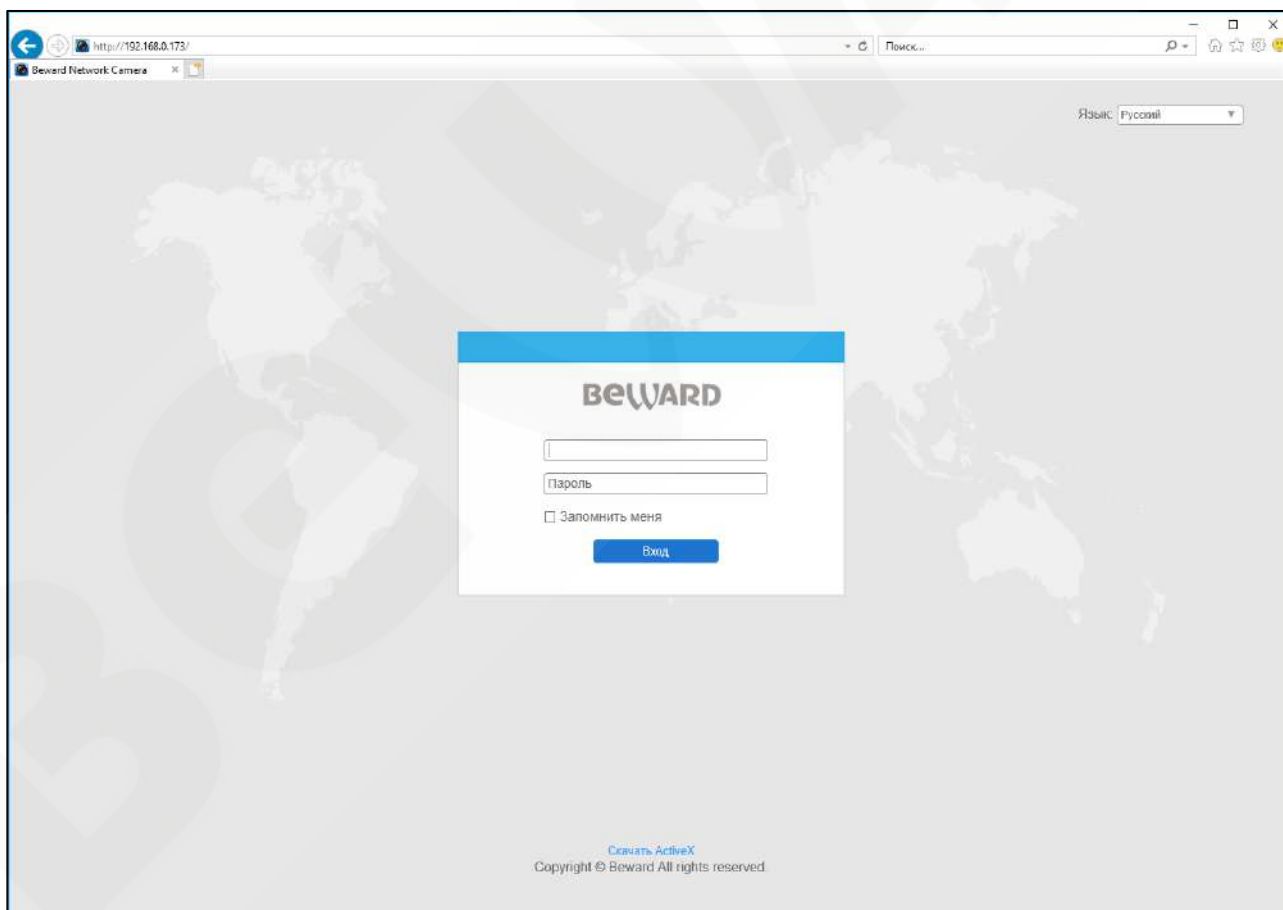 http://192.168.0.173/
Поиск...
Beward Network Camera
Язык: Русский
BEWARD
Пароль
Запомнить меня
Вход
Скачать ActiveX
Copyright © Beward All rights reserved.